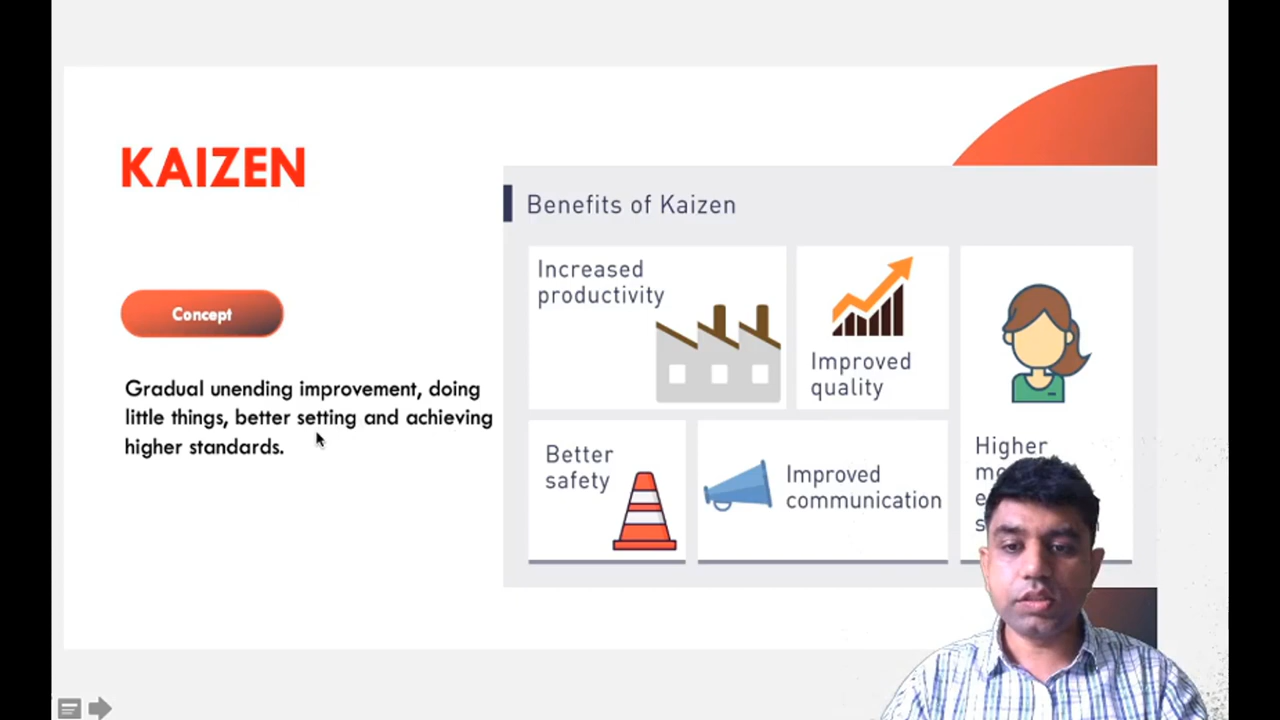 KAIZEN
Concept
Gradual unending improvement, doing
little things, better setting and achieving
higher standards.
Benefits of Kaizen
Increased
productivity
Improved
quality
Better
safety
Improved
communication
Higher